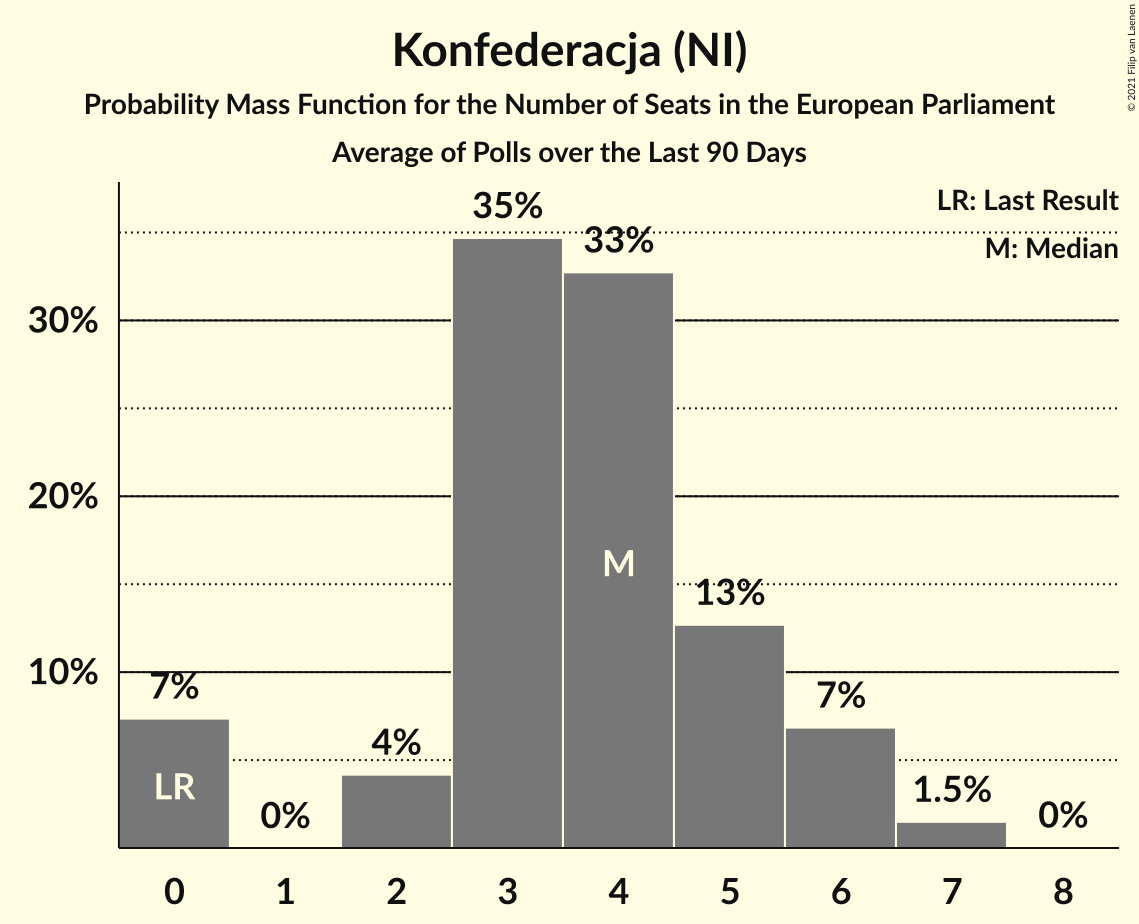 Konfederacja (NI)
Probability Mass Function for the Number of Seats in the European Parliament
Average of Polls over the Last 90 Days
© 2021 Filip van Laenen
LR: Last Result
M: Median
35%
33%
30%
20%
M
13%
10%
7%
7%
4%
LR
1.5%
0%
0%
0 1 2 3 4 5 6 7 8